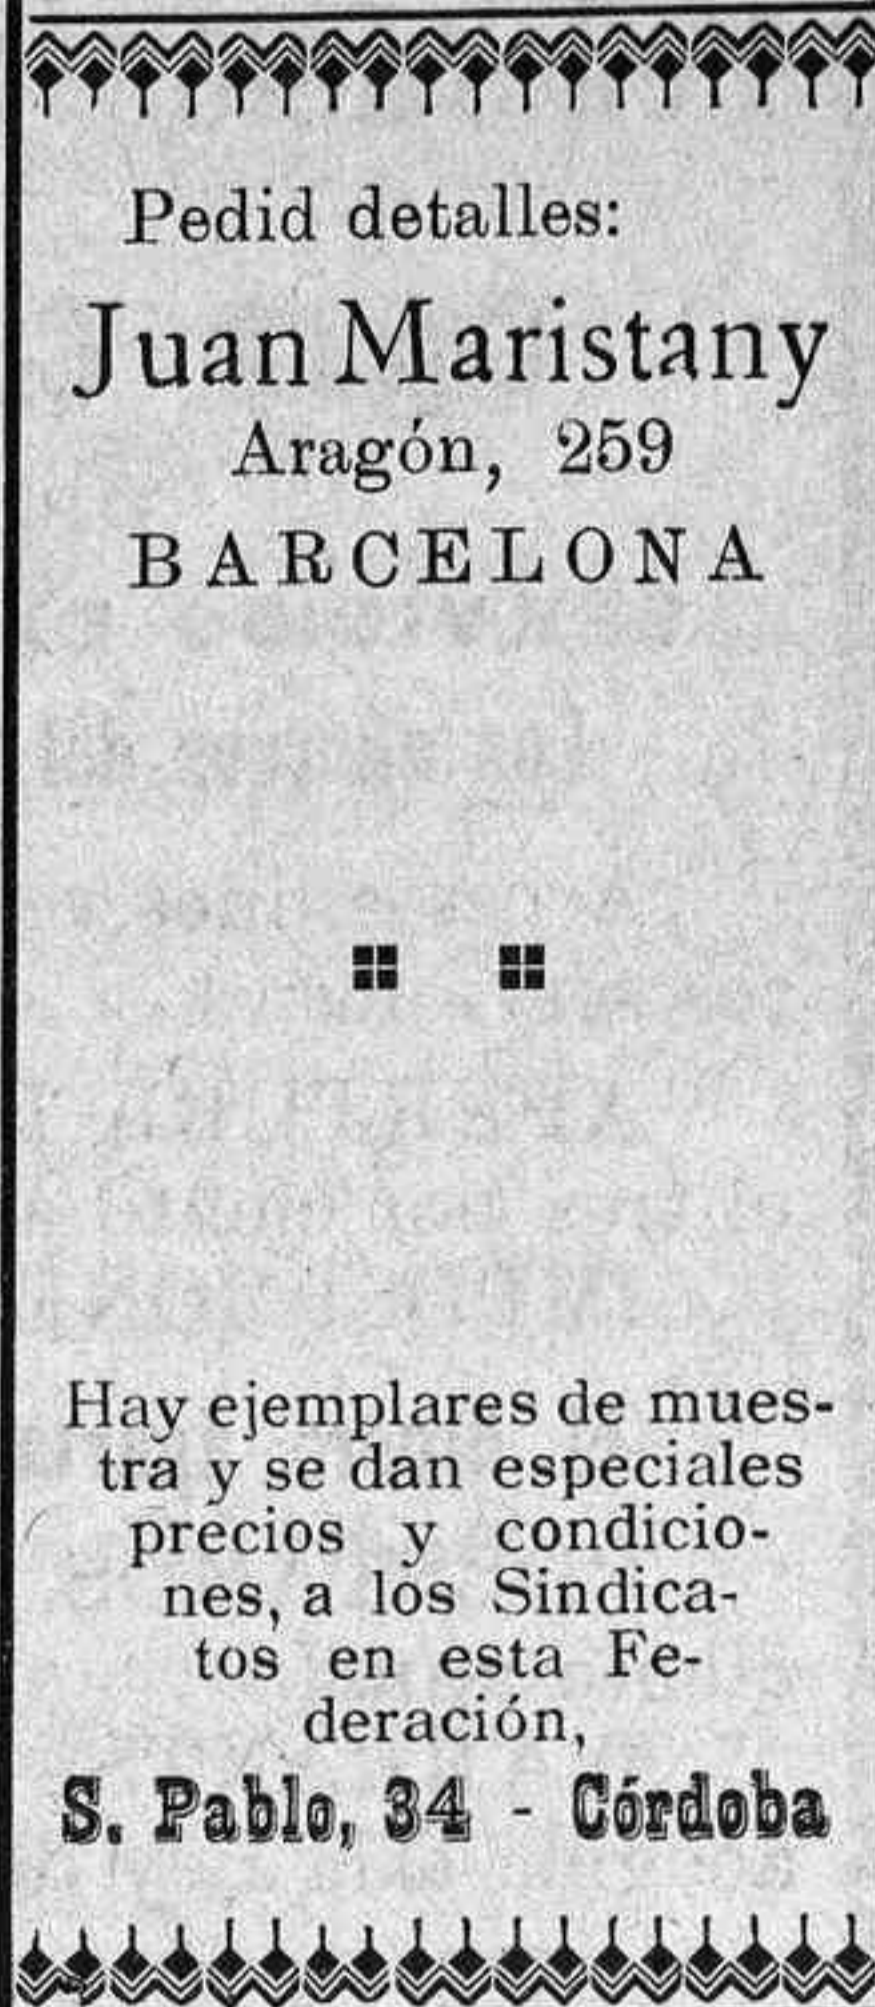 Pedid detalles:
Juan Maristany
Aragón, 259
BARCELONA
Hay ejemplares de mues-
tra y se dan especiales
precios y condicio-
nes, a los Sindica-
tos en esta Fe-
deración,
S. Pablo, 34 - Córdoba